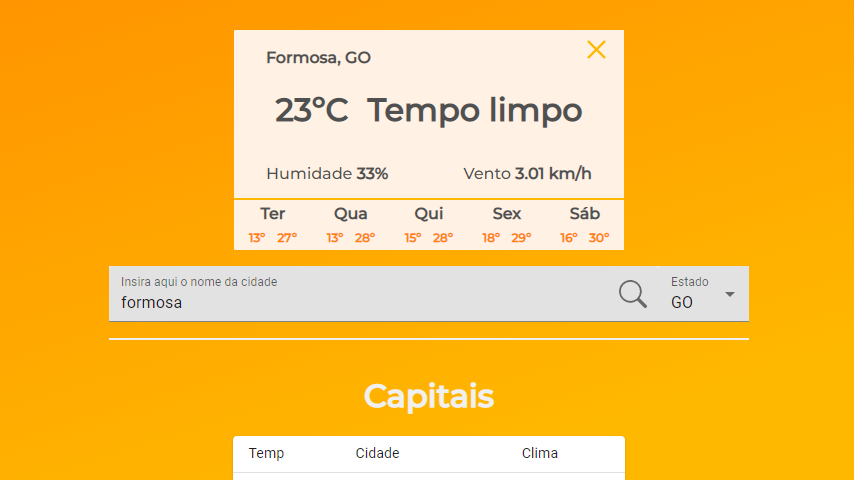 Formosa, GO
23°C Tempo limpo
Humidade 33% Vento 3.01 km/h
Ter Qua Qui Sex Sáb
13° 27° 13° 28° 15° 28° 18° 29° 16° 30°
Insira aqui o nome da cidade Estado
formosa GO
Capitais
Temp Cidade Clima